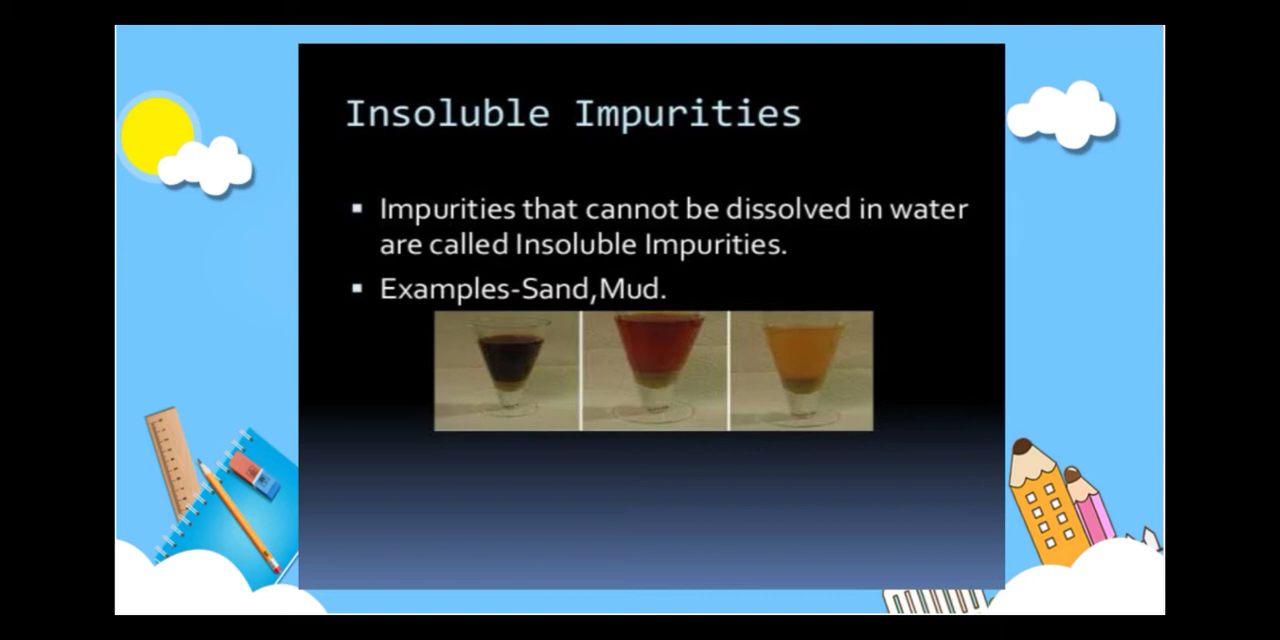 Insoluble Impurities
▪ Impurities that cannot be dissolved in water
are called Insoluble Impurities.
▪ Examples-Sand,Mud.